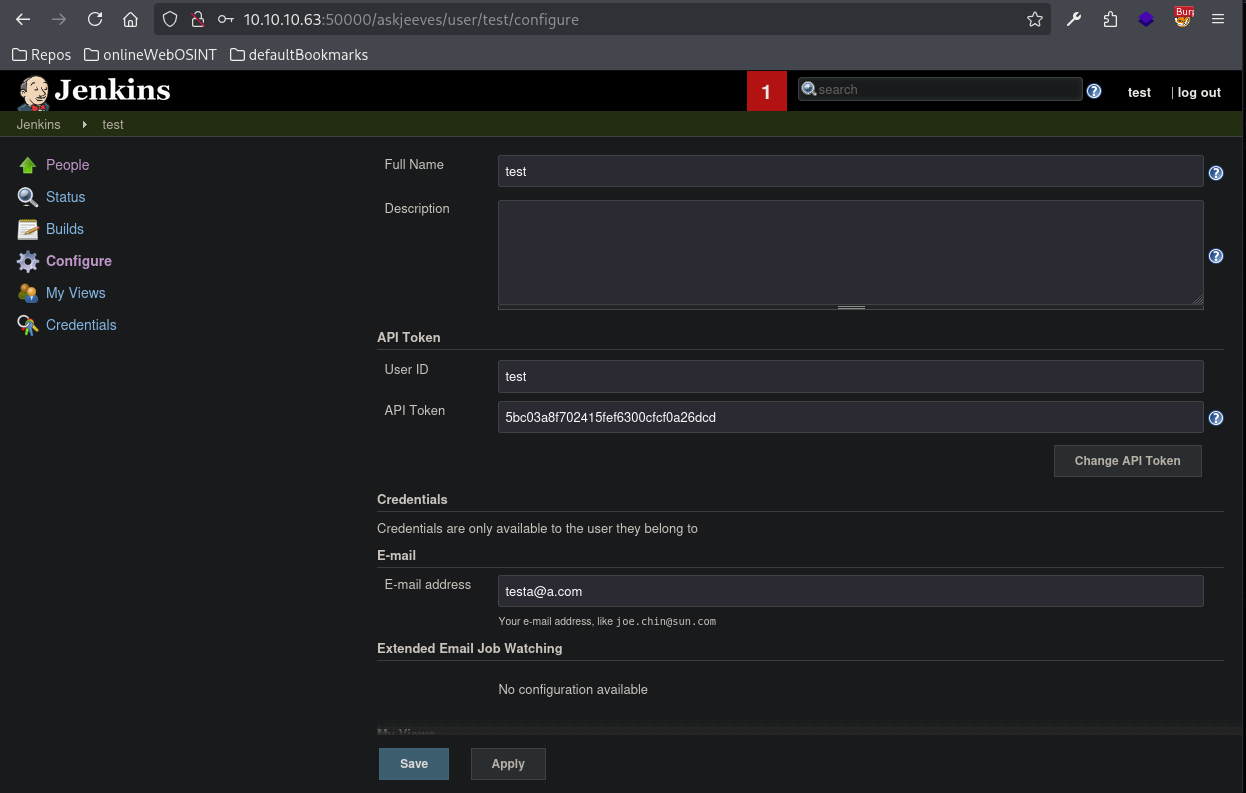 10.10.10.63:50000/askjeeves/user/test/configure
Burp
Repos onlineWebOSINT defaultBookmarks
Jenkins
1
search
test | log out
Jenkins test
People
Status
Builds
Configure
My Views
Credentials
Full Name
test
Description
API Token
User ID
test
API Token
5bc03a8f702415fef6300cfcf0a26dcd
Change API Token
Credentials
Credentials are only available to the user they belong to
E-mail
E-mail address
testa@a.com
Your e-mail address, like joe.chin@sun.com
Extended Email Job Watching
No configuration available
My Views
Save Apply